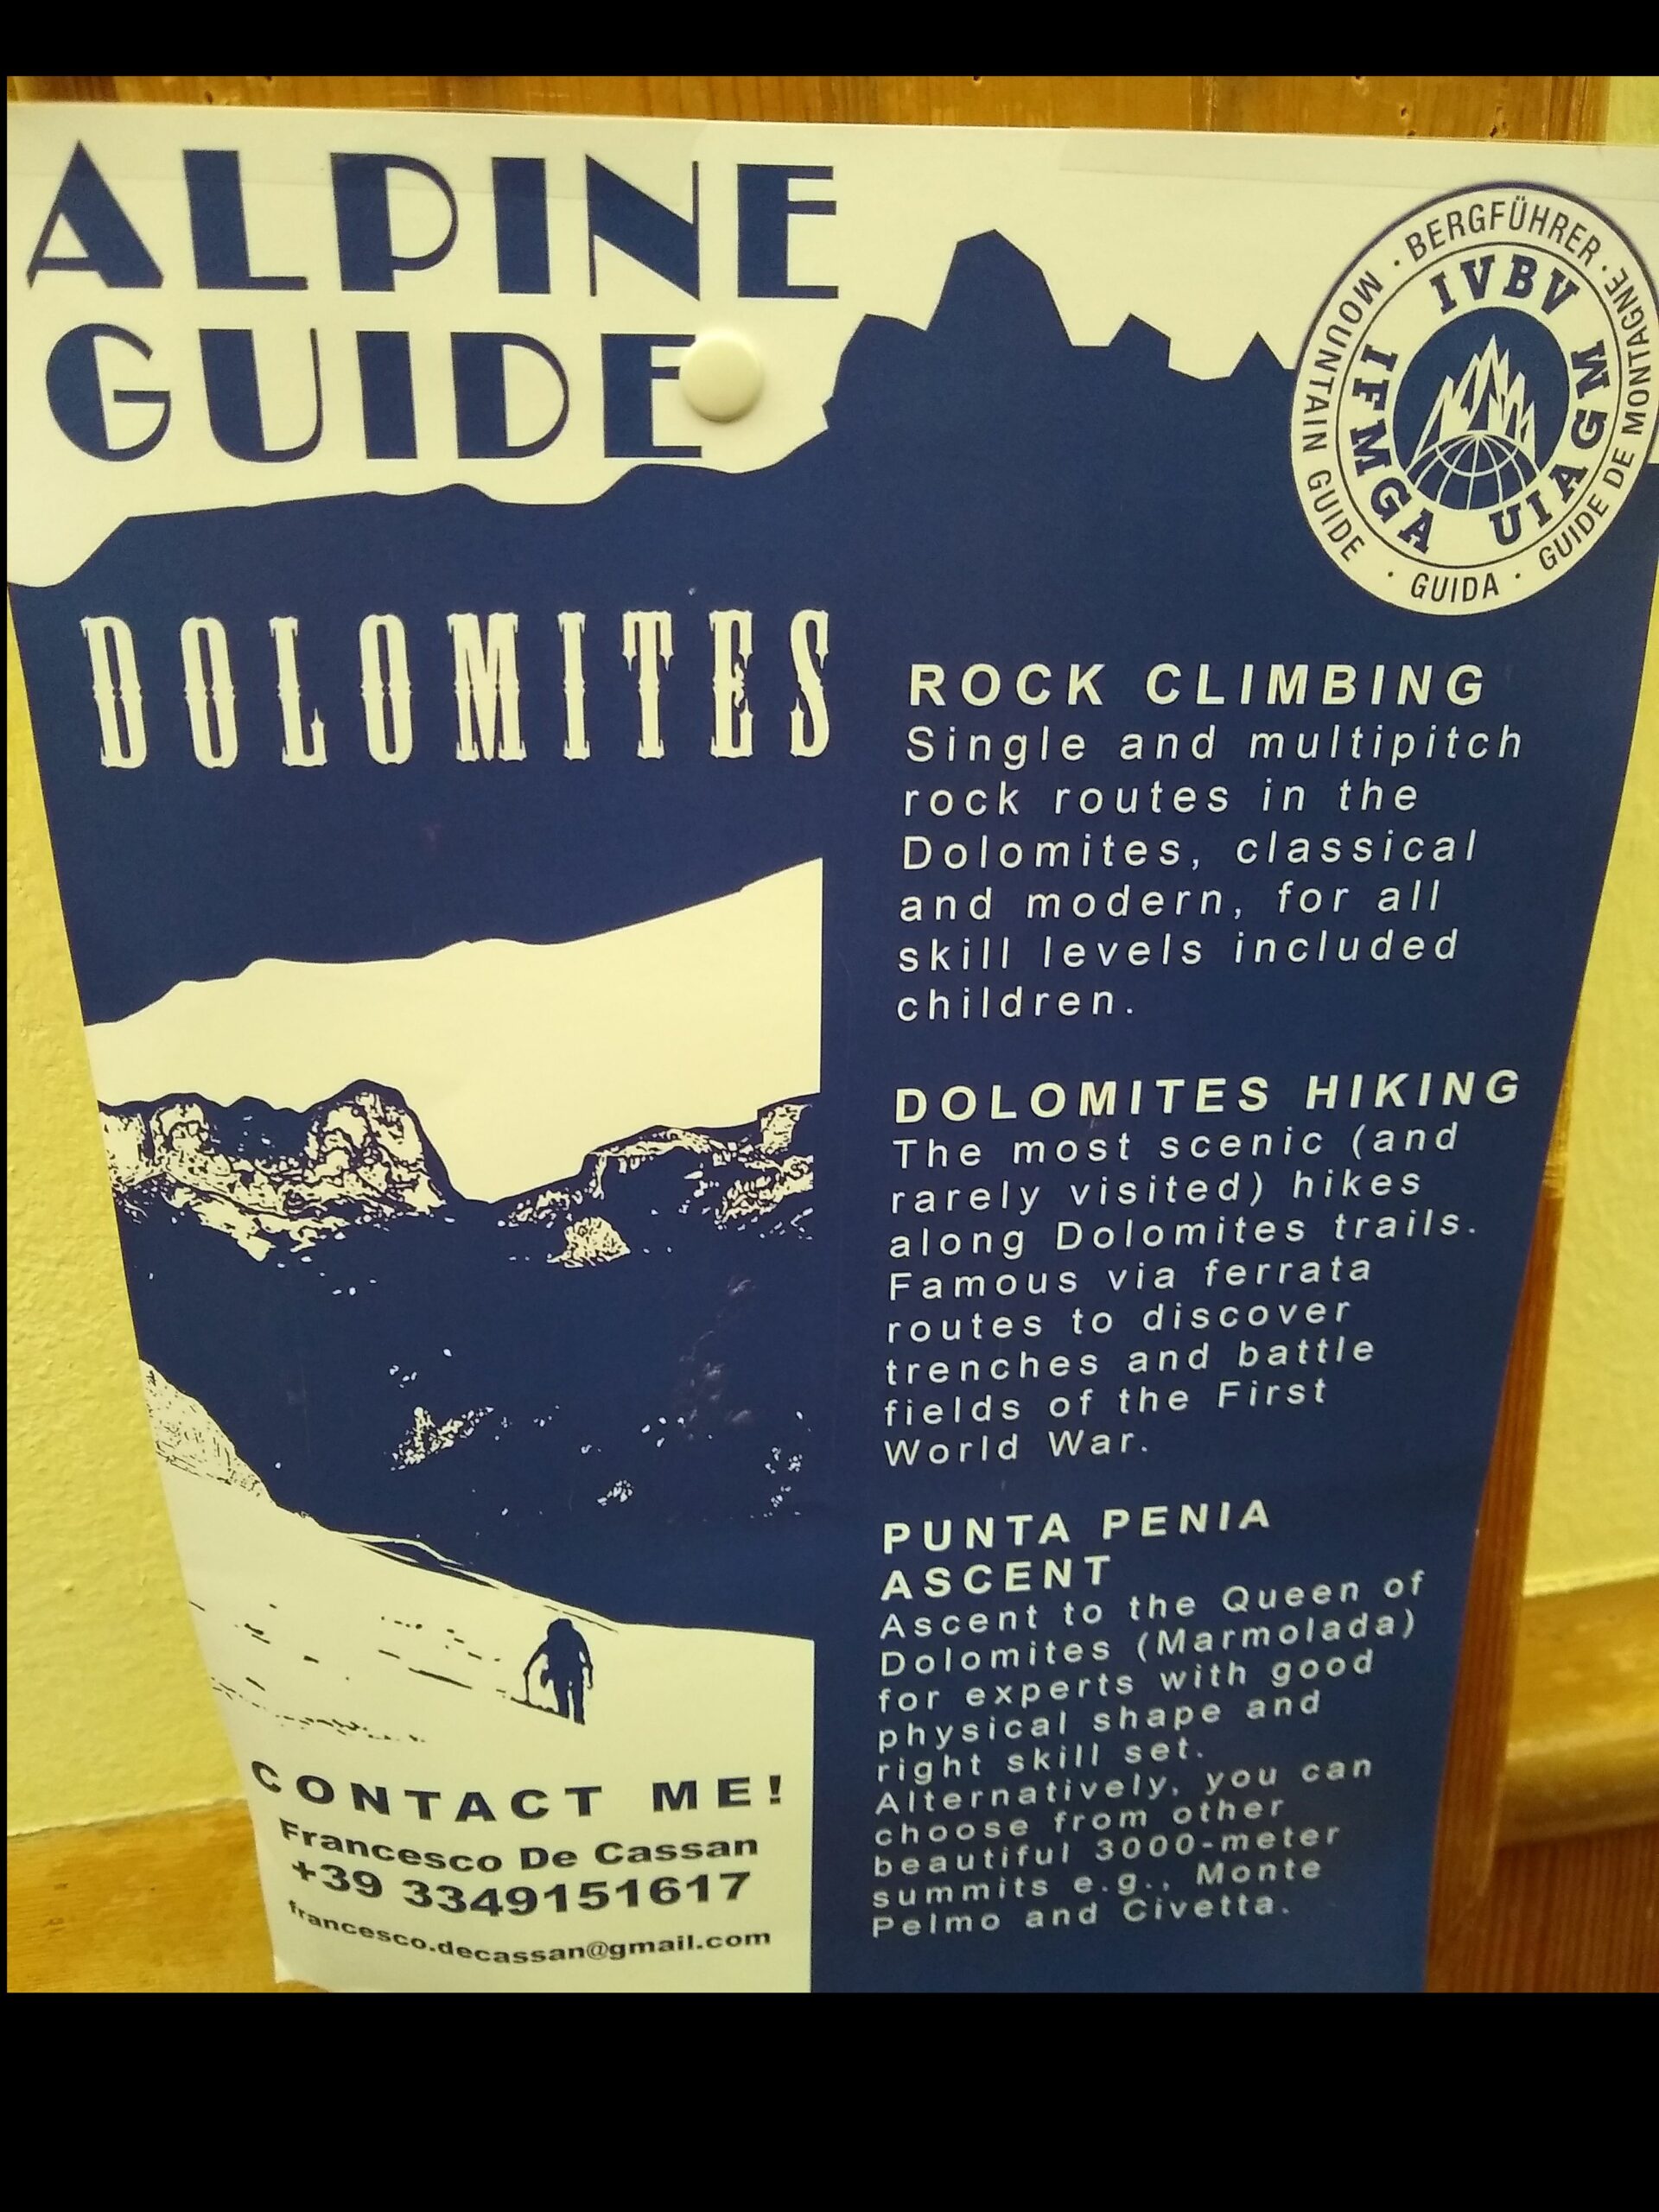 ALPINE
GUIDE
· BERGFÜHRER · GUIDE DE MONTAGNE · GUIDA · MOUNTAIN GUIDE
IVBV UIAGM IFMGA
DOLOMITES
ROCK CLIMBING
Single and multipitch
rock routes in the
Dolomites, classical
and modern, for all
skill levels included
children.
DOLOMITES HIKING
The most scenic (and
rarely visited) hikes
along Dolomites trails.
Famous via ferrata
routes to discover
trenches and battle
fields of the First
World War.
PUNTA PENIA
ASCENT
Ascent to the Queen of
Dolomites (Marmolada)
for experts with good
physical shape and
right skill set.
Alternatively, you can
choose from other
beautiful 3000-meter
summits e.g., Monte
Pelmo and Civetta.
CONTACT ME!
Francesco De Cassan
+39 3349151617
francesco.decassan@gmail.com